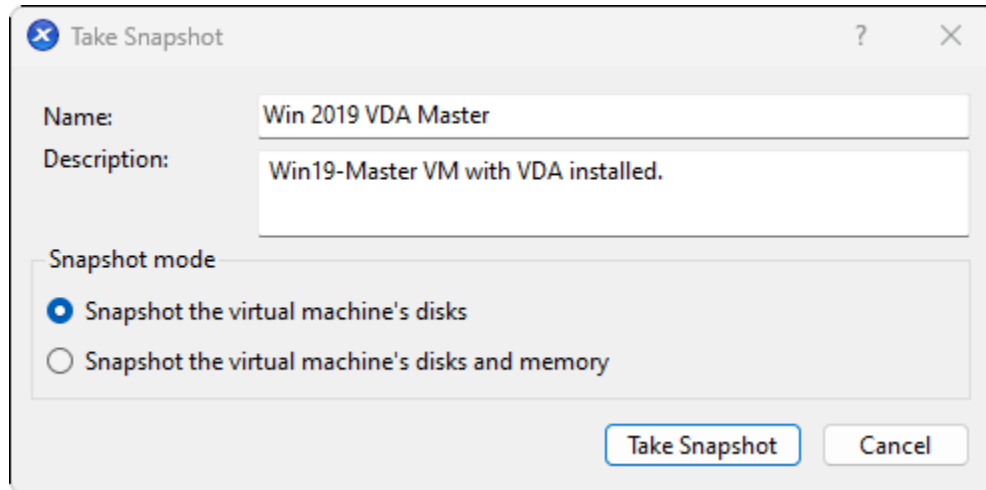 Take Snapshot ?
Name: Win 2019 VDA Master
Description: Win19-Master VM with VDA installed.
Snapshot mode
Snapshot the virtual machine's disks
Snapshot the virtual machine's disks and memory
Take Snapshot Cancel